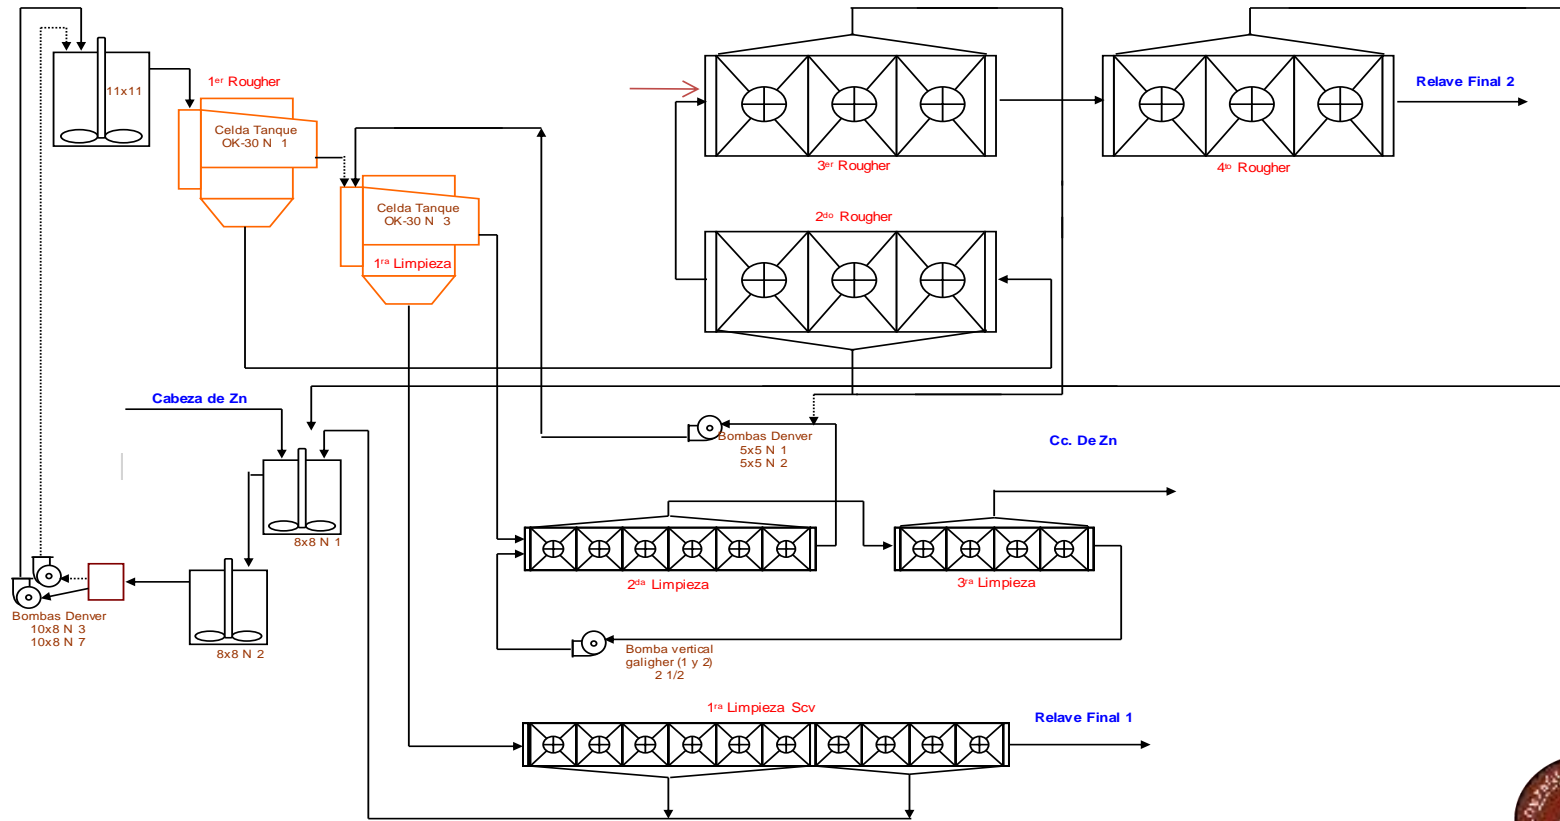 1er Rougher
11x11
Celda Tanque
OK-30 N 1
Celda Tanque
OK-30 N 3
1ra Limpieza
3er Rougher
4to Rougher
Relave Final 2
2do Rougher
Cabeza de Zn
Bombas Denver
5x5 N 1
5x5 N 2
Cc. De Zn
8x8 N 1
2da Limpieza
3ra Limpieza
Bombas Denver
10x8 N 3
10x8 N 7
8x8 N 2
Bomba vertical
galigher (1 y 2)
2 1/2
1ra Limpieza Scv
Relave Final 1